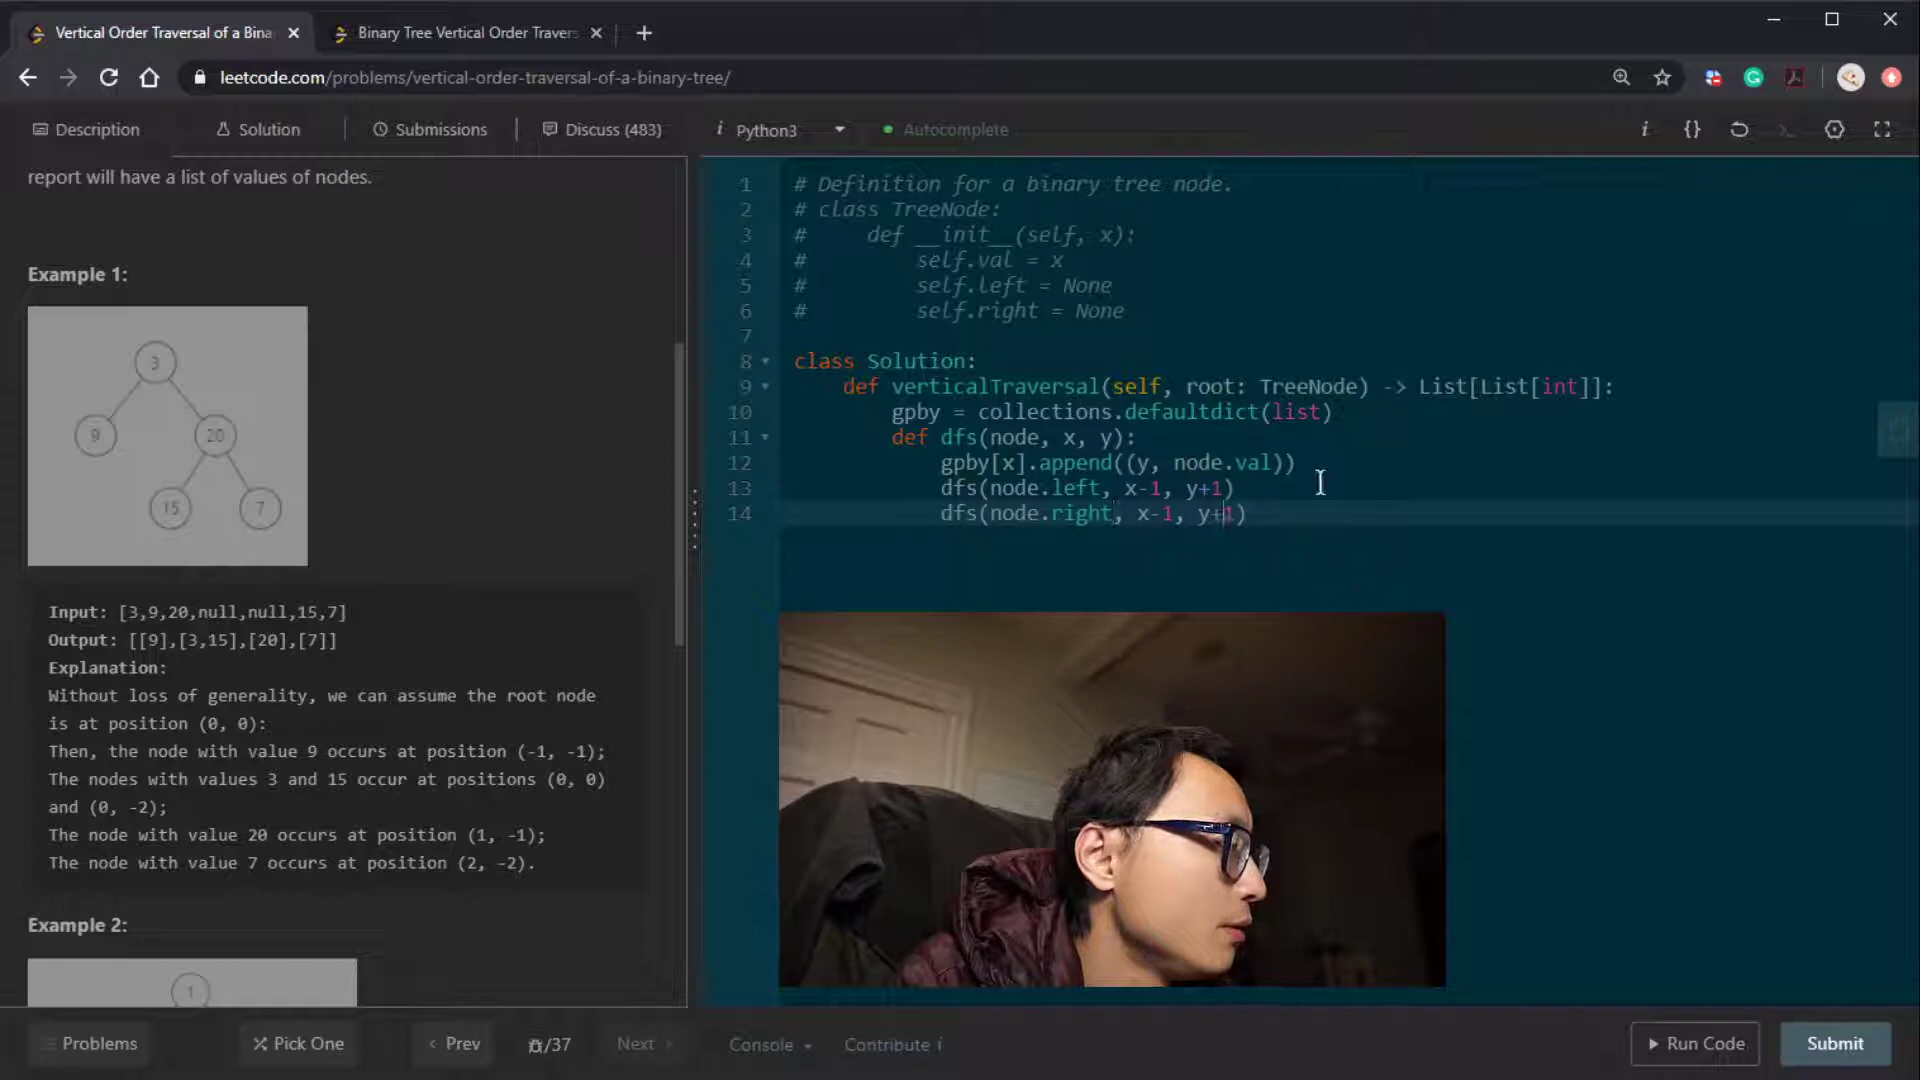 Vertical Order Traversal of a Bina
Binary Tree Vertical Order Travers
leetcode.com/problems/vertical-order-traversal-of-a-binary-tree/
Description
Solution
Submissions
Discuss (483)
i Python3
Autocomplete
i {}
report will have a list of values of nodes.
Example 1:
3
9 20
15 7
Input: [3,9,20,null,null,15,7]
Output: [[9],[3,15],[20],[7]]
Explanation:
Without loss of generality, we can assume the root node
is at position (0, 0):
Then, the node with value 9 occurs at position (-1, -1);
The nodes with values 3 and 15 occur at positions (0, 0)
and (0, -2);
The node with value 20 occurs at position (1, -1);
The node with value 7 occurs at position (2, -2).
Example 2:
1
1 # Definition for a binary tree node.
2 # class TreeNode:
3 #     def __init__(self, x):
4 #         self.val = x
5 #         self.left = None
6 #         self.right = None
7
8 class Solution:
9     def verticalTraversal(self, root: TreeNode) -> List[List[int]]:
10         gpby = collections.defaultdict(list)
11         def dfs(node, x, y):
12             gpby[x].append((y, node.val))
13             dfs(node.left, x-1, y+1)
14             dfs(node.right, x-1, y+1)
Problems
Pick One
Prev
/37
Next
Console
Contribute i
Run Code
Submit